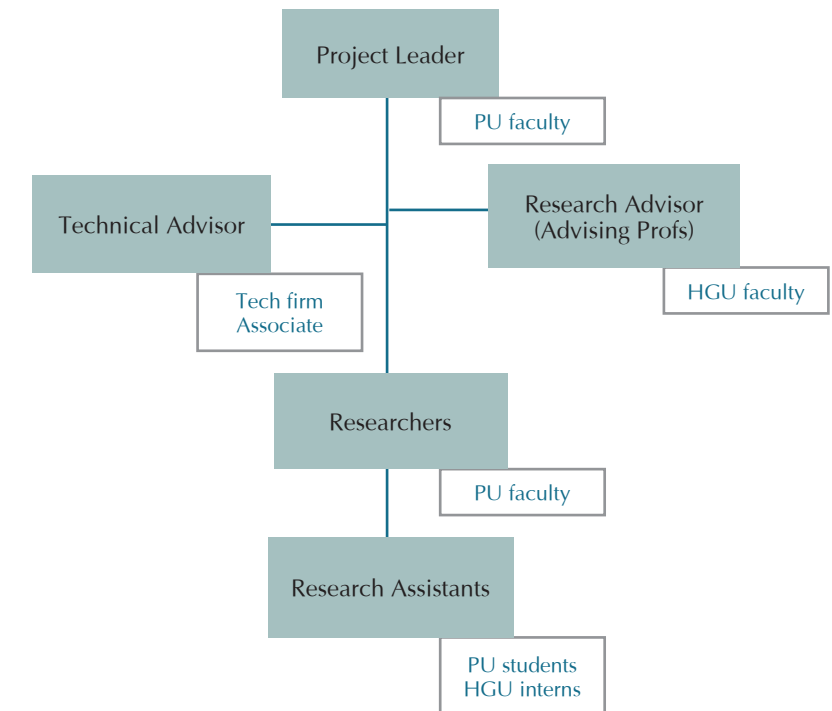 Project Leader
PU faculty
Technical Advisor
Tech firm
Associate
Research Advisor
(Advising Profs)
HGU faculty
Researchers
PU faculty
Research Assistants
PU students
HGU interns